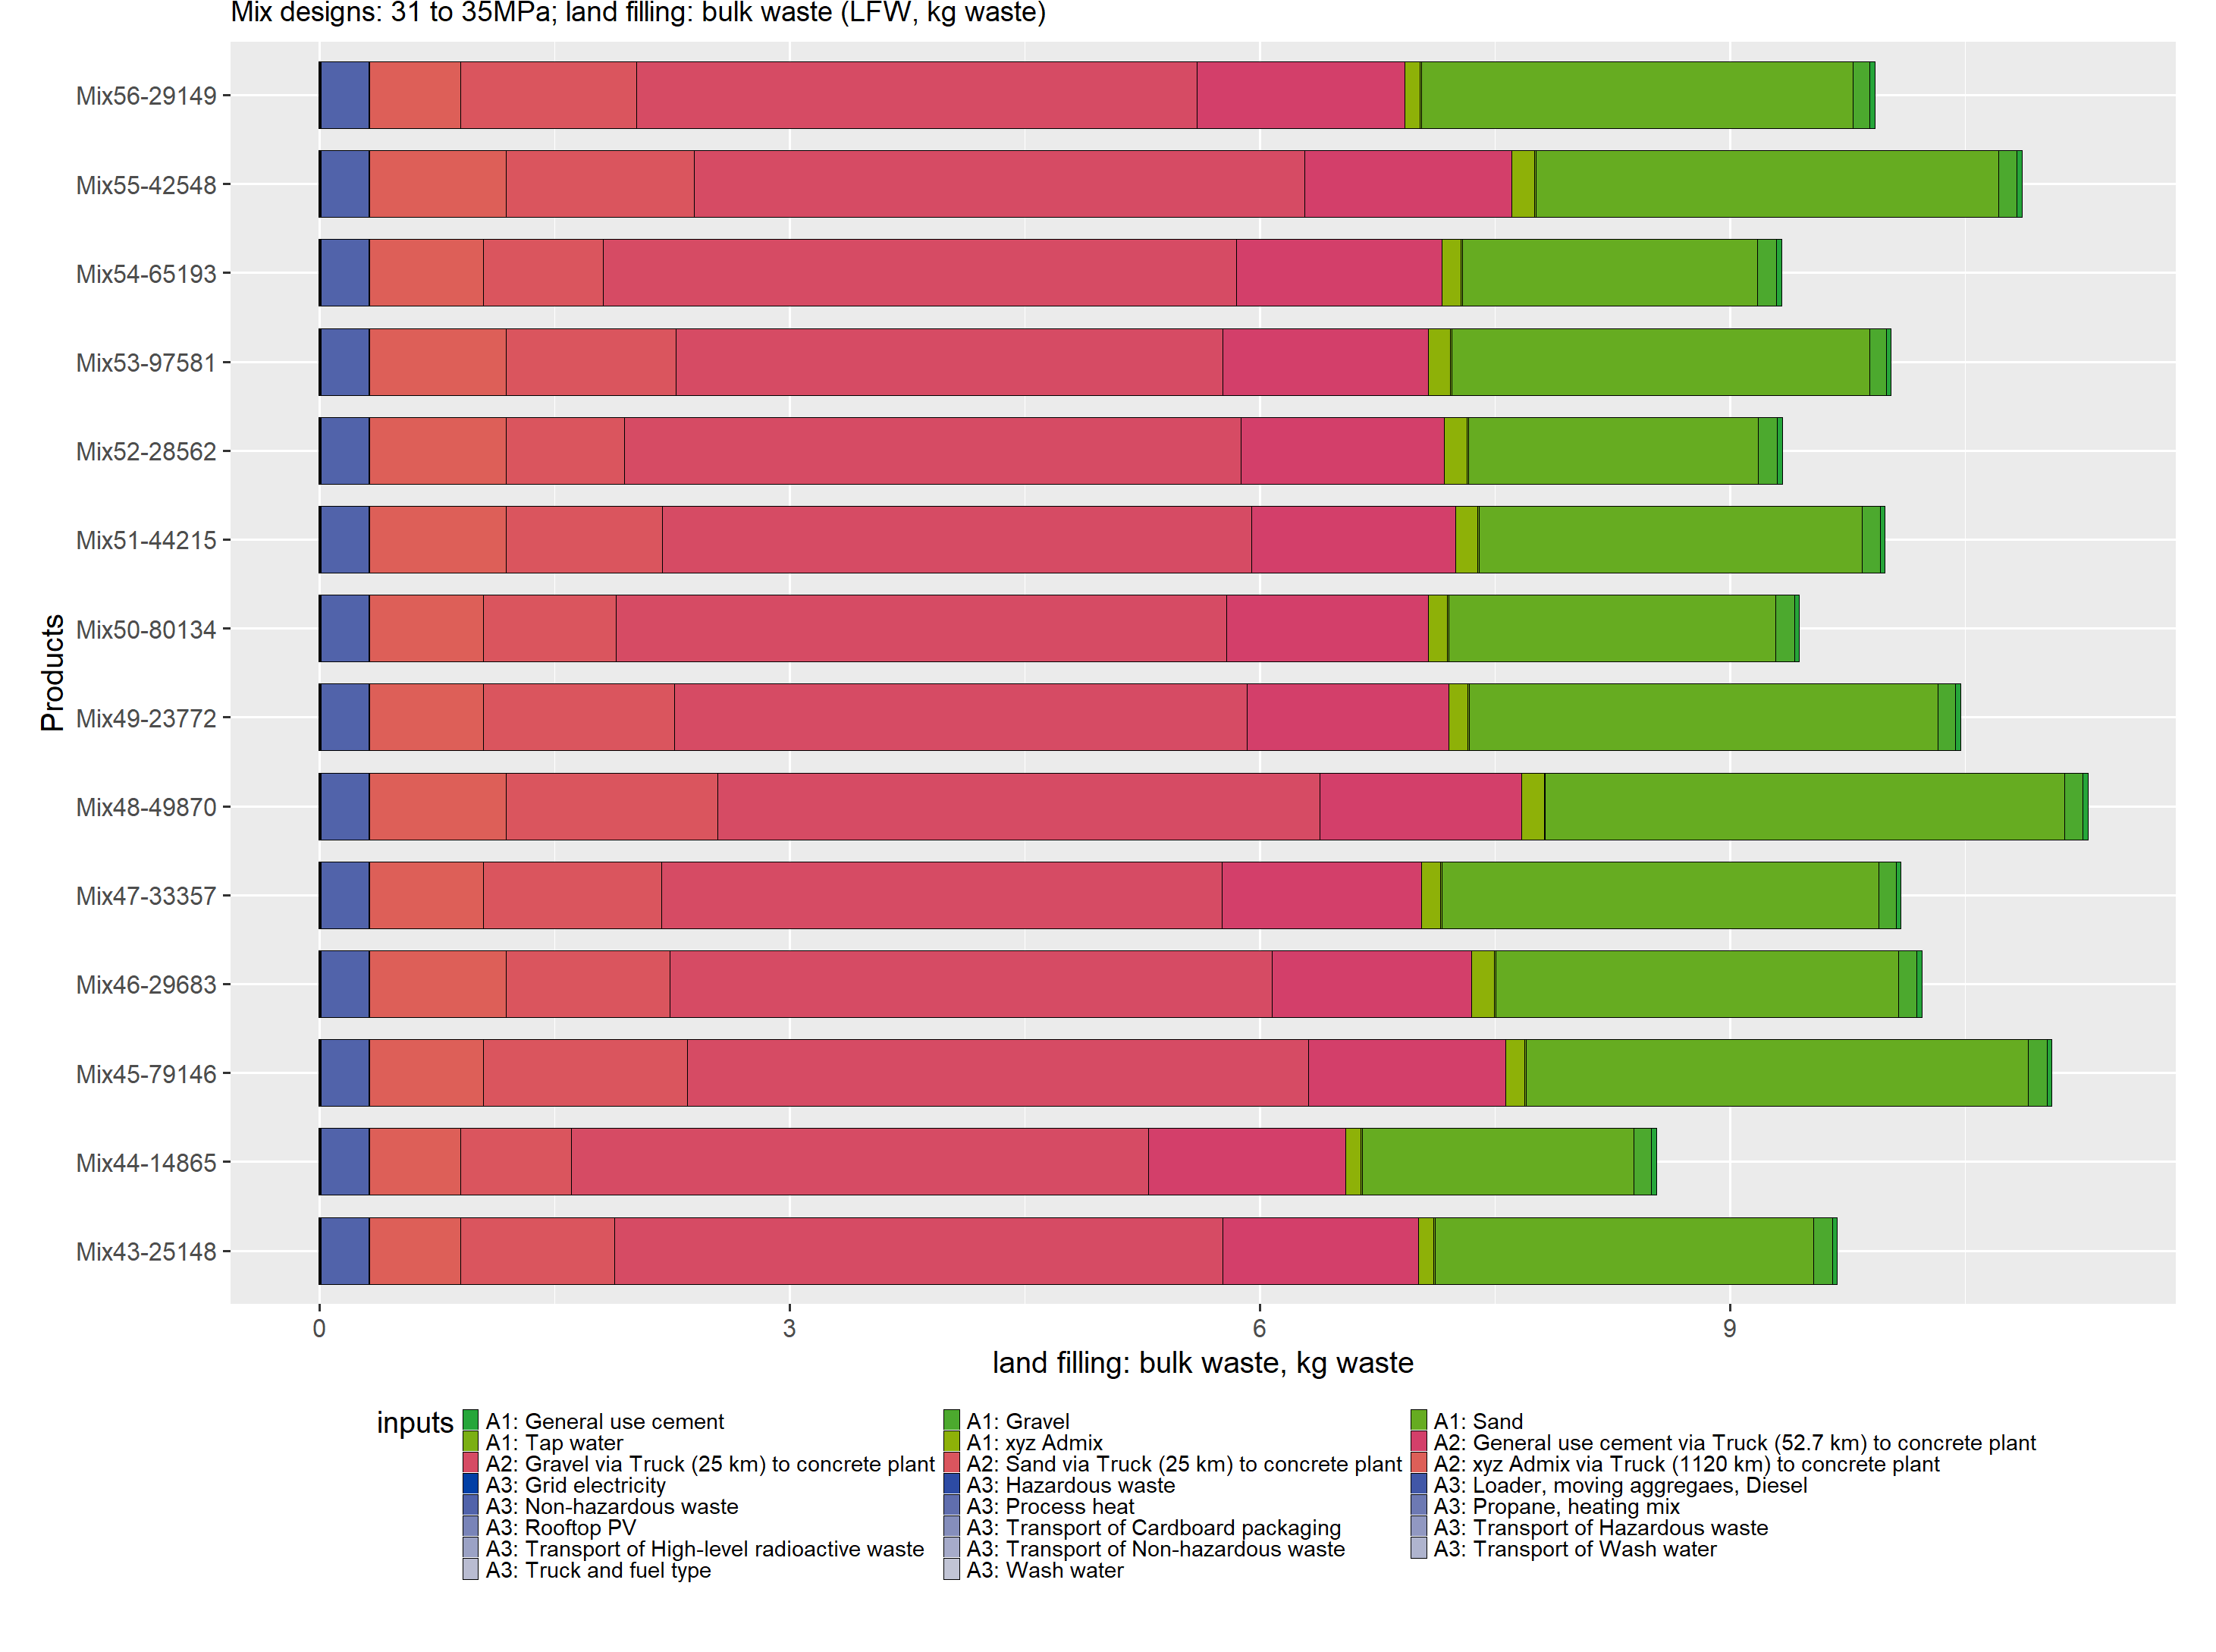 Mix designs: 31 to 35MPa; land filling: bulk waste (LFW, kg waste)
Products
Mix56-29149
Mix55-42548
Mix54-65193
Mix53-97581
Mix52-28562
Mix51-44215
Mix50-80134
Mix49-23772
Mix48-49870
Mix47-33357
Mix46-29683
Mix45-79146
Mix44-14865
Mix43-25148
0 3 6 9
land filling: bulk waste, kg waste
inputs
A1: General use cement A1: Gravel A1: Sand
A1: Tap water A1: xyz Admix A2: General use cement via Truck (52.7 km) to concrete plant
A2: Gravel via Truck (25 km) to concrete plant A2: Sand via Truck (25 km) to concrete plant A2: xyz Admix via Truck (1120 km) to concrete plant
A3: Grid electricity A3: Hazardous waste A3: Loader, moving aggregaes, Diesel
A3: Non-hazardous waste A3: Process heat A3: Propane, heating mix
A3: Rooftop PV A3: Transport of Cardboard packaging A3: Transport of Hazardous waste
A3: Transport of High-level radioactive waste A3: Transport of Non-hazardous waste A3: Transport of Wash water
A3: Truck and fuel type A3: Wash water